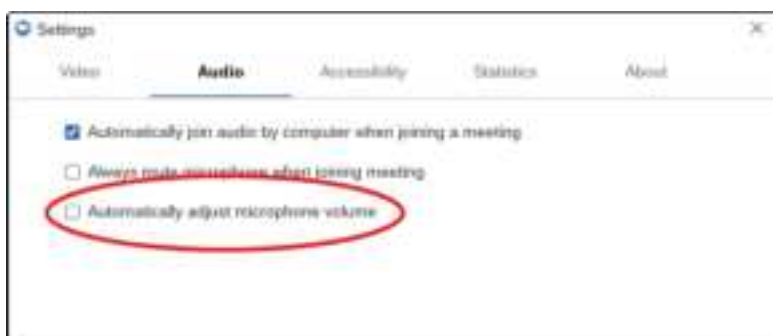 Settings
Video Audio Accessibility Statistics About
Automatically join audio by computer when joining a meeting
Always mute microphone when joining meeting
Automatically adjust microphone volume